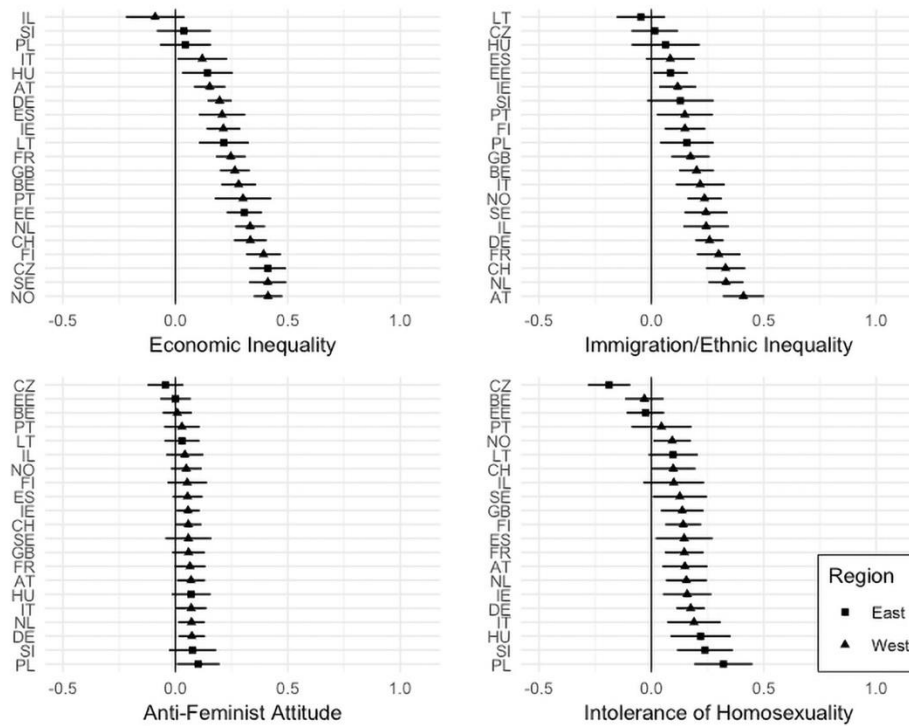 IL
SI
PL
IT
HU
AT
DE
ES
IE
LT
FR
GB
BE
PT
EE
NL
CH
FI
CZ
SE
NO
-0.5 0.0 0.5 1.0
Economic Inequality
LT
CZ
HU
ES
EE
IE
SI
PT
FI
PL
GB
BE
IT
NO
SE
IL
DE
FR
CH
NL
AT
-0.5 0.0 0.5 1.0
Immigration/Ethnic Inequality
CZ
EE
BE
PT
LT
IL
NO
FI
ES
IE
CH
SE
GB
FR
AT
HU
IT
NL
DE
SI
PL
-0.5 0.0 0.5 1.0
Anti-Feminist Attitude
CZ
BE
EE
PT
NO
LT
CH
IL
SE
GB
FI
ES
FR
AT
NL
IE
DE
IT
HU
SI
PL
-0.5 0.0 0.5 1.0
Intolerance of Homosexuality
Region
East
West